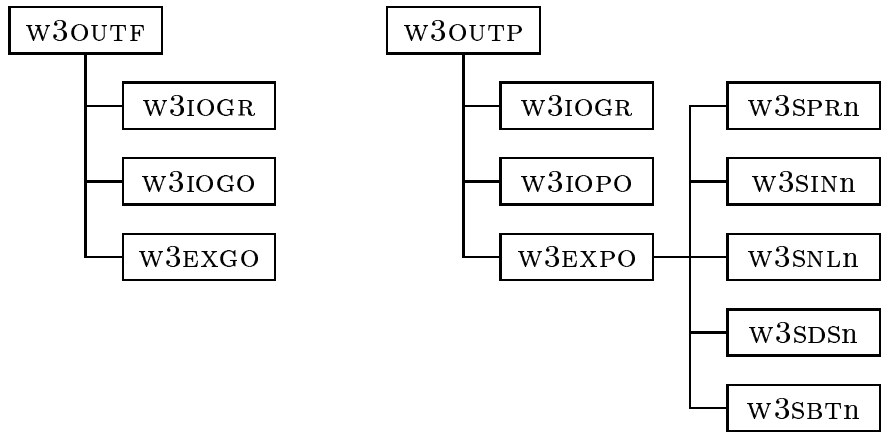 W3OUTF
W3IOGR
W3IOGO
W3EXGO
W3OUTP
W3IOGR
W3IOPO
W3EXPO
W3SPRn
W3SINn
W3SNLn
W3SDSn
W3SBTn